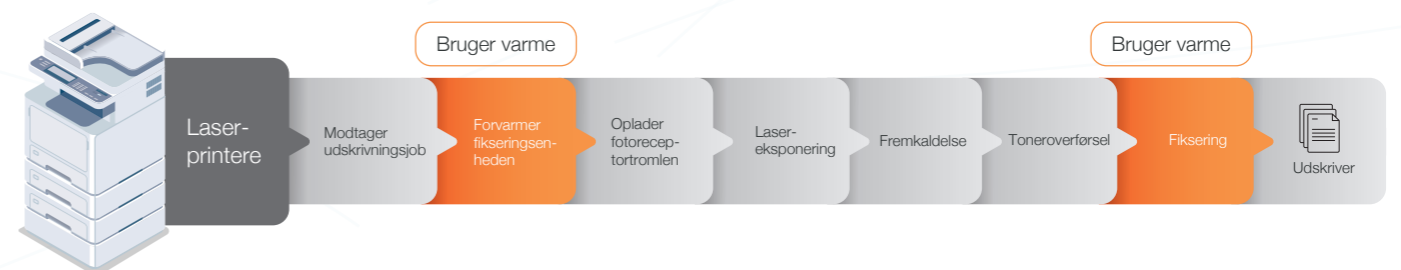 Bruger varme
Bruger varme
Laser-
printere
Modtager
udskrivningsjob
Forvarmer
fikseringsen-
heden
Oplader
fotorecep-
tortromlen
Laser-
eksponering
Fremkaldelse
Toneroverførsel
Fiksering
Udskriver